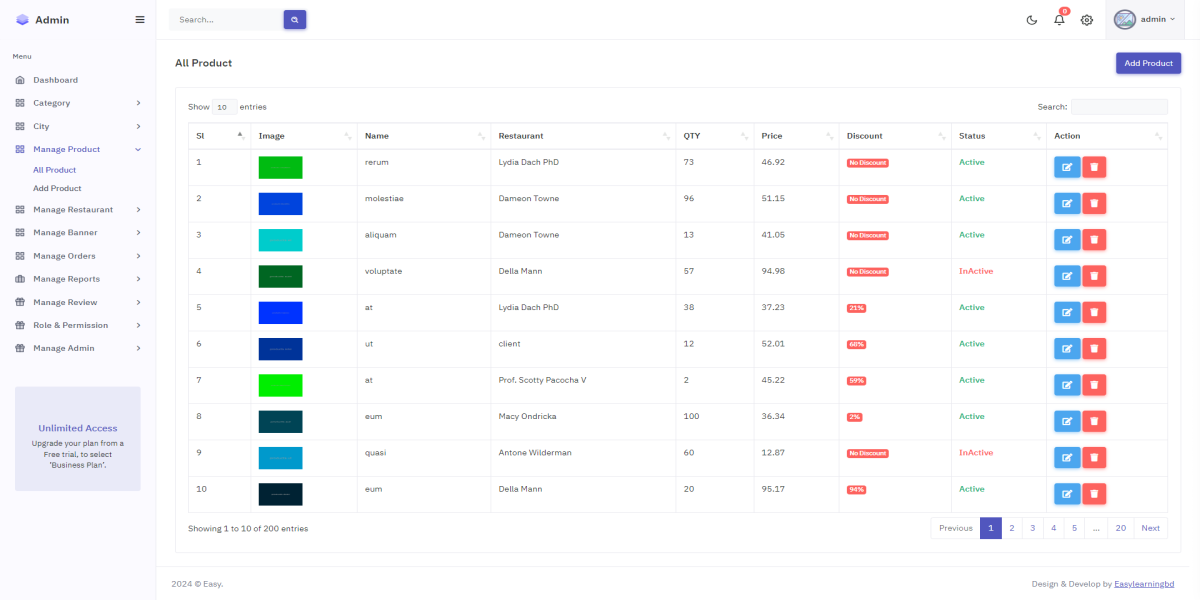 Admin
Search...
0
admin
Menu
Dashboard
Category
City
Manage Product
All Product
Add Product
Manage Restaurant
Manage Banner
Manage Orders
Manage Reports
Manage Review
Role & Permission
Manage Admin
Unlimited Access
Upgrade your plan from a
Free trial, to select
'Business Plan'.
All Product
Add Product
Show 10 entries
Search:
Sl Image Name Restaurant QTY Price Discount Status Action
1 rerum Lydia Dach PhD 73 46.92 No Discount Active
2 molestiae Dameon Towne 96 51.15 No Discount Active
3 aliquam Dameon Towne 13 41.05 No Discount Active
4 voluptate Della Mann 57 94.98 No Discount InActive
5 at Lydia Dach PhD 38 37.23 21% Active
6 ut client 12 52.01 68% Active
7 at Prof. Scotty Pacocha V 2 45.22 59% Active
8 eum Macy Ondricka 100 36.34 2% Active
9 quasi Antone Wilderman 60 12.87 No Discount InActive
10 eum Della Mann 20 95.17 94% Active
Showing 1 to 10 of 200 entries
Previous 1 2 3 4 5 ... 20 Next
2024 © Easy.
Design & Develop by Easylearningbd